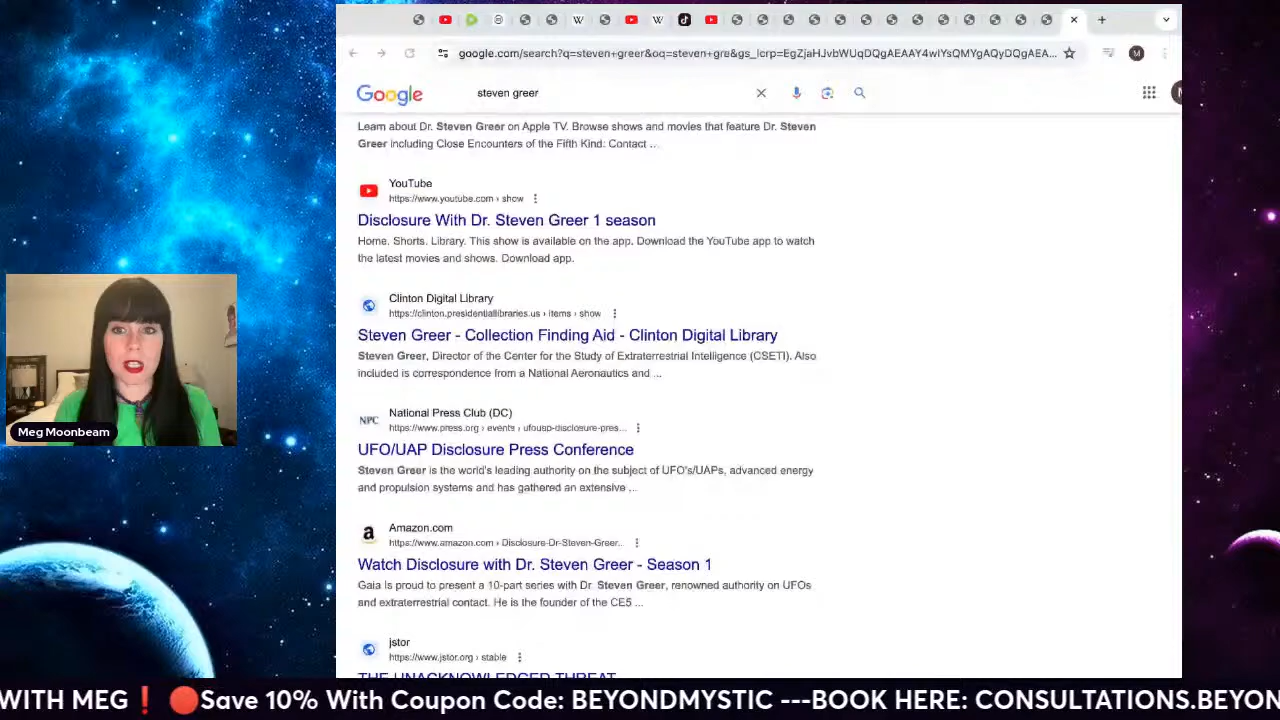 google.com/search?q=steven+greer&oq=steven+gre&gs_lcrp=EgZjaHJvbWUqDQgAEAAY4wIYsQMYgAQyDQgAEA...
Google
steven greer
Learn about Dr. Steven Greer on Apple TV. Browse shows and movies that feature Dr. Steven
Greer including Close Encounters of the Fifth Kind: Contact ...
YouTube
https://www.youtube.com › show
Disclosure With Dr. Steven Greer 1 season
Home. Shorts. Library. This show is available on the app. Download the YouTube app to watch
the latest movies and shows. Download app.
Clinton Digital Library
https://clinton.presidentiallibraries.us › items › show
Steven Greer - Collection Finding Aid - Clinton Digital Library
Steven Greer, Director of the Center for the Study of Extraterrestrial Intelligence (CSETI). Also
included is correspondence from a National Aeronautics and ...
NPC
National Press Club (DC)
https://www.press.org › events › ufouap-disclosure-pres...
UFO/UAP Disclosure Press Conference
Steven Greer is the world's leading authority on the subject of UFO's/UAPs, advanced energy
and propulsion systems and has gathered an extensive ...
Amazon.com
https://www.amazon.com › Disclosure-Dr-Steven-Greer...
Watch Disclosure with Dr. Steven Greer - Season 1
Gaia is proud to present a 10-part series with Dr. Steven Greer, renowned authority on UFOs
and extraterrestrial contact. He is the founder of the CE5 ...
jstor
https://www.jstor.org › stable
THE UNACKNOWLEDGED THREAT
Meg Moonbeam
WITH MEG❗ 🔴Save 10% With Coupon Code: BEYONDMYSTIC ---BOOK HERE: CONSULTATIONS.BEYON